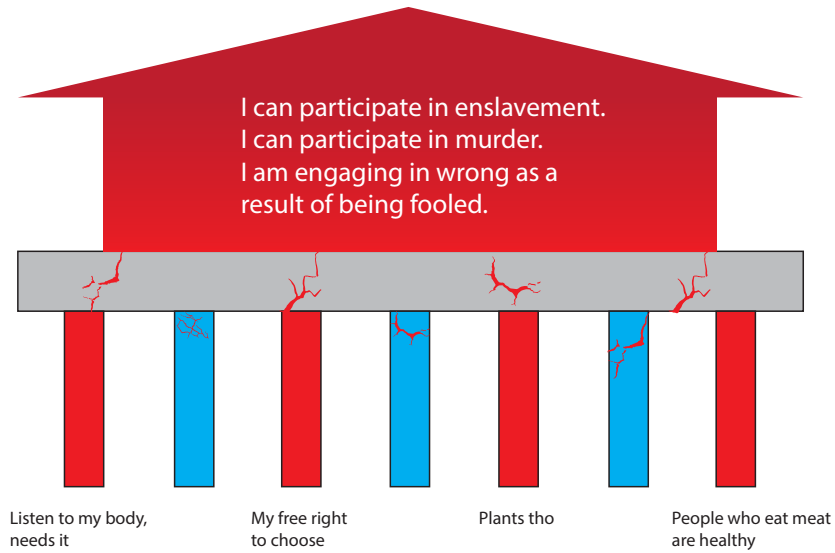 I can participate in enslavement.
I can participate in murder.
I am engaging in wrong as a
result of being fooled.
Listen to my body,
needs it
My free right
to choose
Plants tho
People who eat meat
are healthy